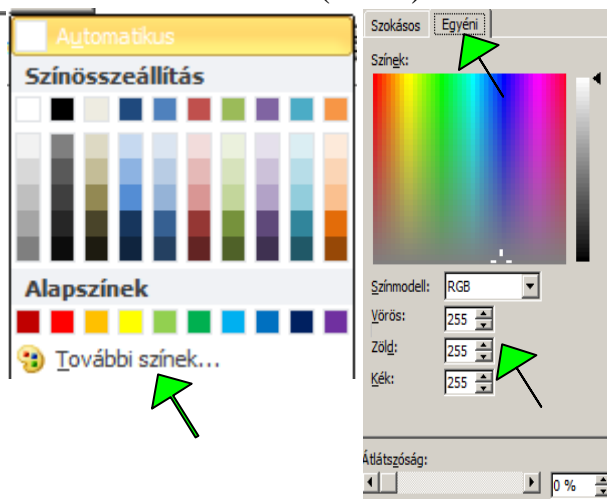 Automatikus
Színösszeállítás
Alapszínek
További színek...
Szokásos Egyéni
Színek:
Színmodell: RGB
Vörös: 255
Zöld: 255
Kék: 255
Átlátszóság:
0 %